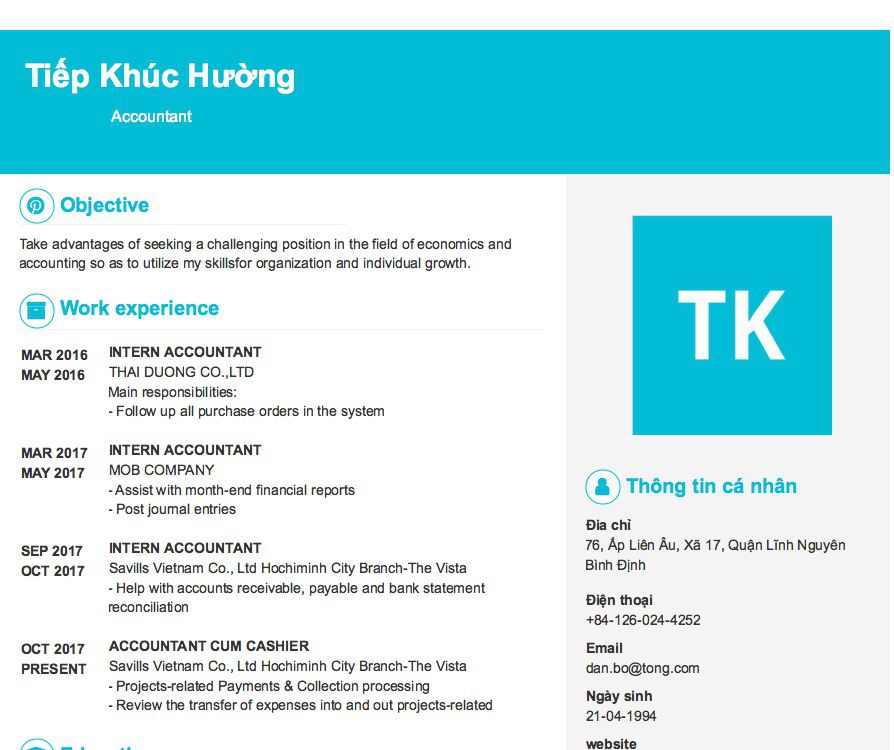 Tiếp Khúc Hường
Accountant
Objective
Take advantages of seeking a challenging position in the field of economics and
accounting so as to utilize my skillsfor organization and individual growth.
Work experience
MAR 2016
MAY 2016
INTERN ACCOUNTANT
THAI DUONG CO.,LTD
Main responsibilities:
- Follow up all purchase orders in the system
MAR 2017
MAY 2017
INTERN ACCOUNTANT
MOB COMPANY
- Assist with month-end financial reports
- Post journal entries
SEP 2017
OCT 2017
INTERN ACCOUNTANT
Savills Vietnam Co., Ltd Hochiminh City Branch-The Vista
- Help with accounts receivable, payable and bank statement
reconciliation
OCT 2017
PRESENT
ACCOUNTANT CUM CASHIER
Savills Vietnam Co., Ltd Hochiminh City Branch-The Vista
- Projects-related Payments & Collection processing
- Review the transfer of expenses into and out projects-related
TK
Thông tin cá nhân
Địa chỉ
76, Ấp Liên Âu, Xã 17, Quận Lĩnh Nguyên
Bình Định
Điện thoại
+84-126-024-4252
Email
dan.bo@tong.com
Ngày sinh
21-04-1994
website